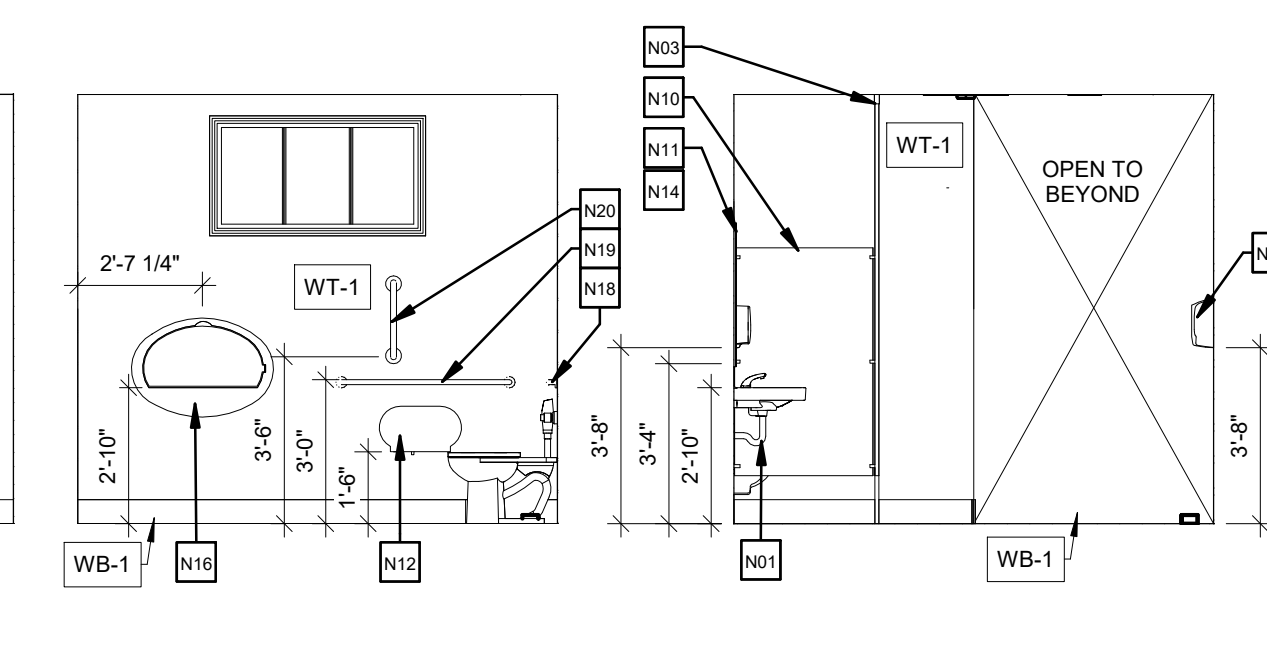 N03
N10
N11
N14
WT-1
OPEN TO
BEYOND
N20
N19
N18
2'-7 1/4"
WT-1
2'-10"
3'-6"
3'-0"
1'-6"
3'-8"
3'-4"
2'-10"
3'-8"
WB-1
N16
N12
N01
WB-1